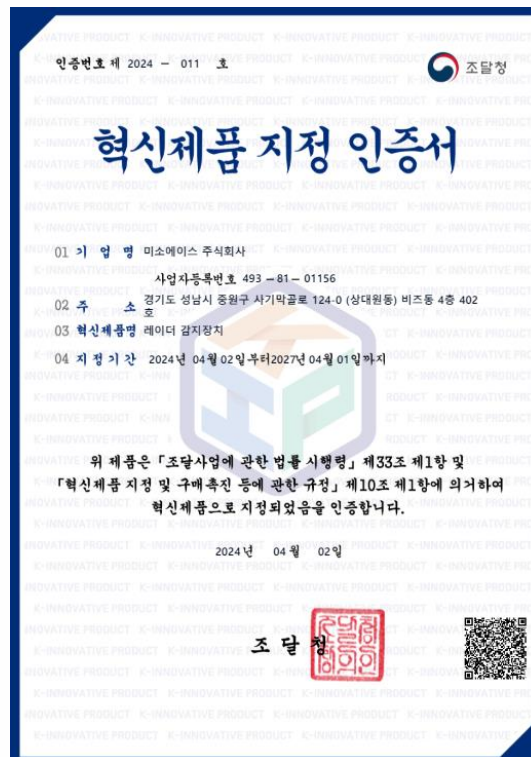 인증번호 제 2024 - 011 호
조달청
혁신제품 지정 인증서
01 기 업 명 미소에이스 주식회사
사업자등록번호 493 -81- 01156
02 주 소 경기도 성남시 중원구 사기막골로 124-0 (상대원동) 비즈동 4층 402
호
03 혁신제품명 레이더 감지장치
04 지정기간 2024년 04월 02일부터2027년 04월 01일까지
위 제품은 「조달사업에 관한 법률 시행령」 제33조 제1항 및
「혁신제품 지정 및 구매촉진 등에 관한 규정」 제10조 제1항에 의거하여
혁신제품으로 지정되었음을 인증합니다.
2024년 04월 02일
조 달 청